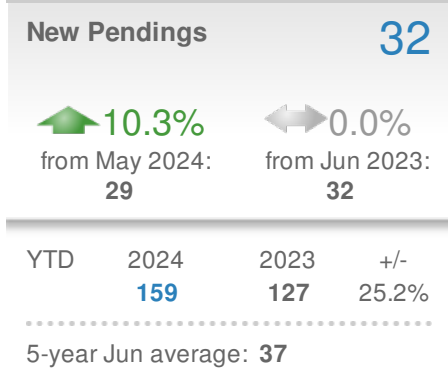 New Pendings 32
10.3% 0.0%
from May 2024: from Jun 2023:
29 32
YTD 2024 2023 +/-
159 127 25.2%
5-year Jun average: 37